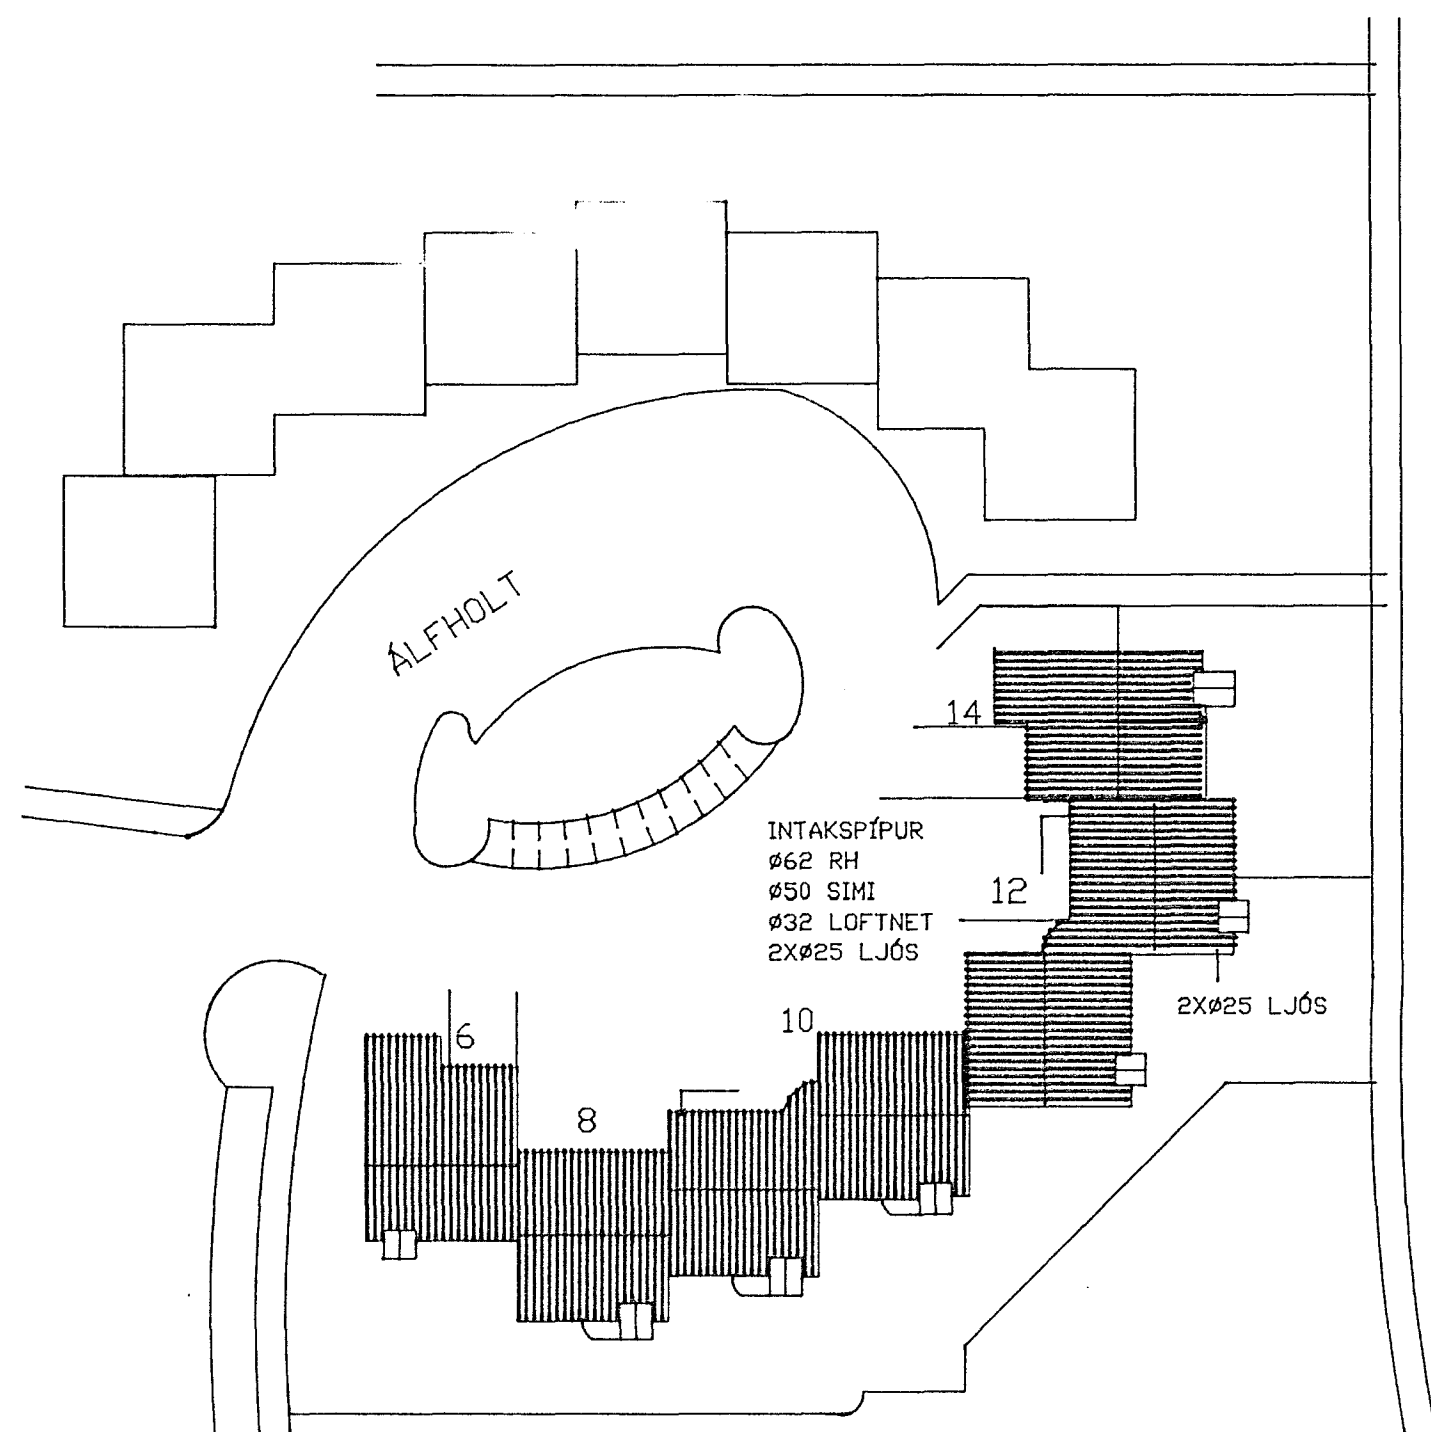 ÁLFHOLT
14
INTAKSPÍPUR
Ø62 RH
Ø50 SIMI
Ø32 LOFTNET
2XØ25 LJÓS
12
2XØ25 LJÓS
10
6
8